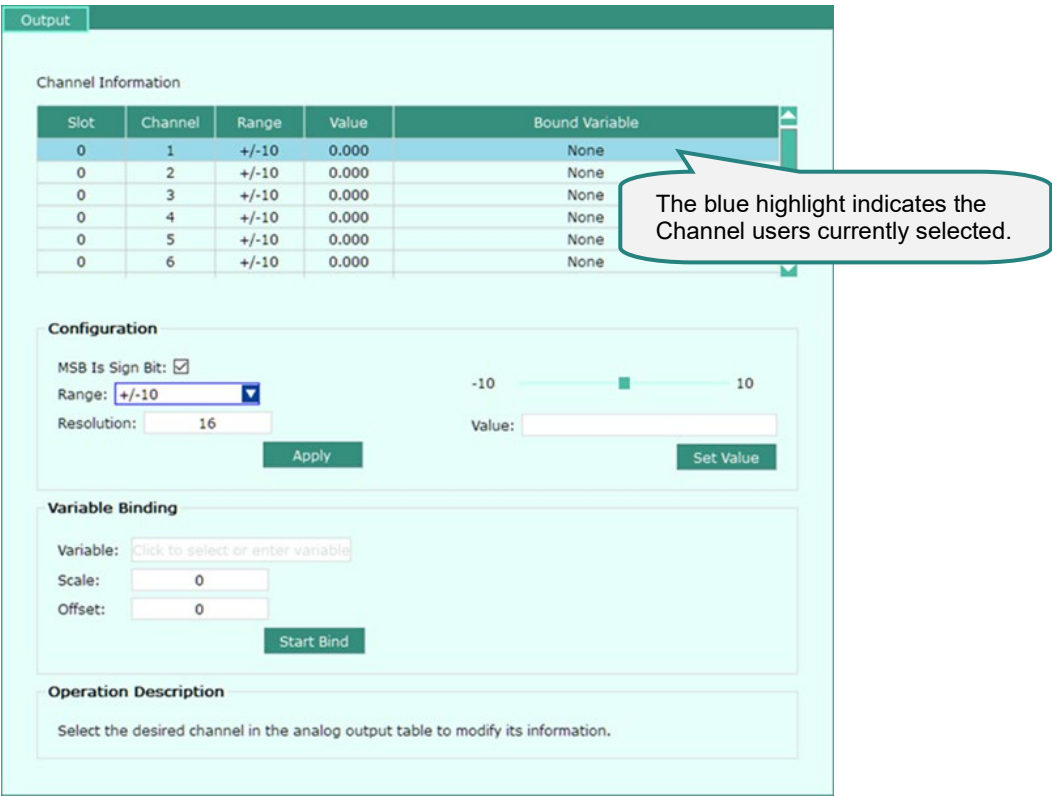 Output
Channel Information
Slot Channel Range Value Bound Variable
0 1 +/-10 0.000 None
0 2 +/-10 0.000 None
0 3 +/-10 0.000 None
0 4 +/-10 0.000 None
0 5 +/-10 0.000 None
0 6 +/-10 0.000 None
The blue highlight indicates the
Channel users currently selected.
Configuration
MSB Is Sign Bit:
Range: +/-10
Resolution: 16
Apply
-10 10
Value:
Set Value
Variable Binding
Variable: Click to select or enter variable
Scale: 0
Offset: 0
Start Bind
Operation Description
Select the desired channel in the analog output table to modify its information.